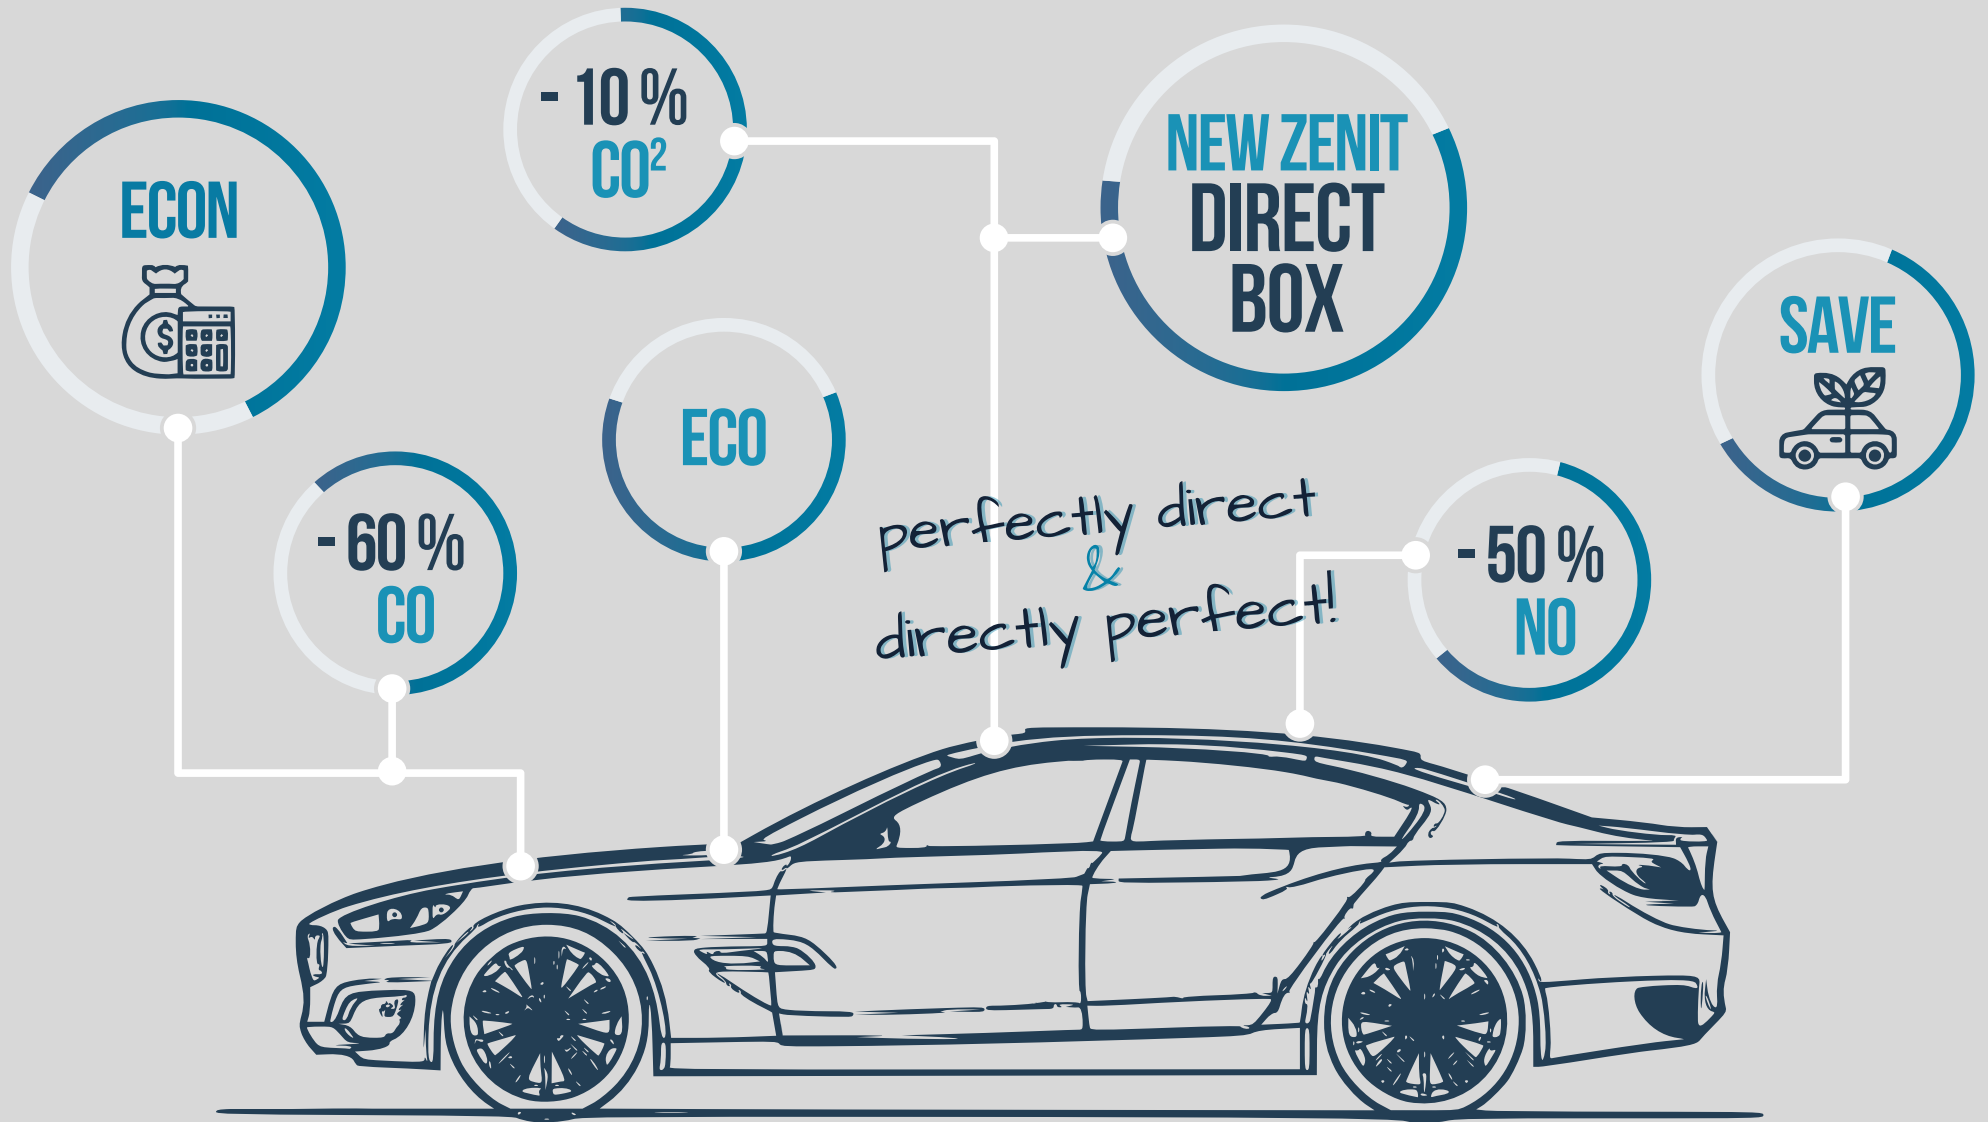 ECON
- 10 %
CO²
NEW ZENIT
DIRECT
BOX
SAVE
ECO
- 60 %
CO
perfectly direct
&
directly perfect!
- 50 %
NO
$